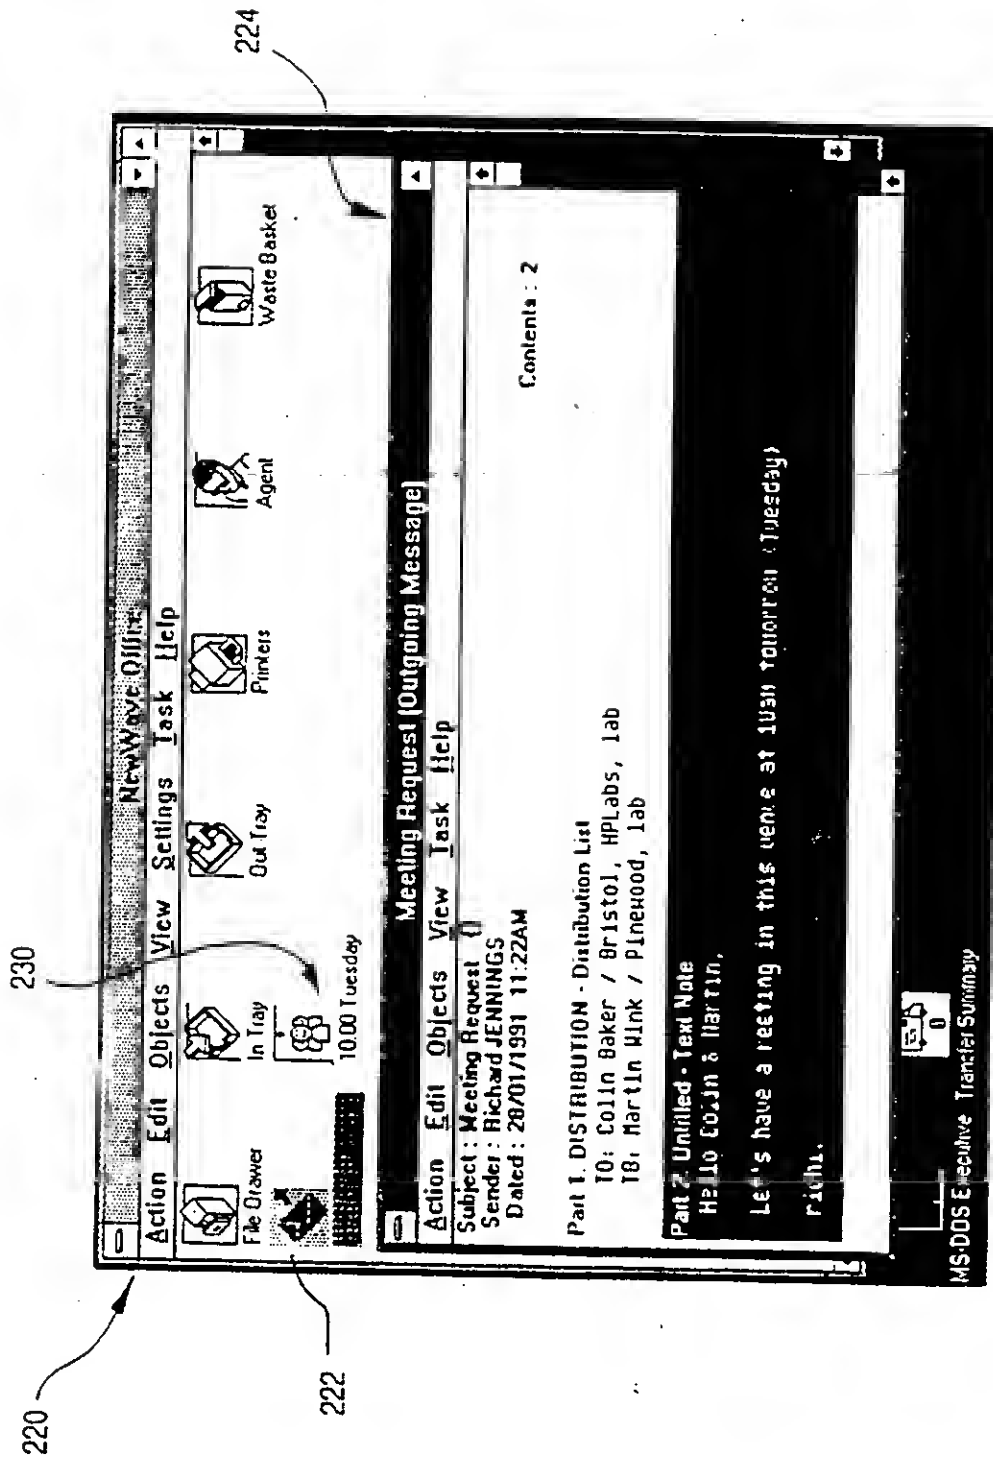 220
222
230
224
NewWave Office
Action Edit Objects View Settings Task Help
File Drawer
In Tray
Out Tray
Printers
Agent
Waste Basket
10.00 Tuesday
Meeting Request (Outgoing Message)
Action Edit Objects View Task Help
Subject : Meeting Request {}
Sender : Richard JENNINGS
Dated : 28/01/1991 11:22AM
Contents : 2
Part 1. DISTRIBUTION - Distribution List
TO: Colin Baker / Bristol, HPLabs, lab
TO: Martin Wink / Pinewood, lab
Part 2. Untitled - Text Note
Hello Colin & Martin,
Let's have a meeting in this venue at 10am tomorrow (Tuesday)
MS-DOS Executive Transfer Summary